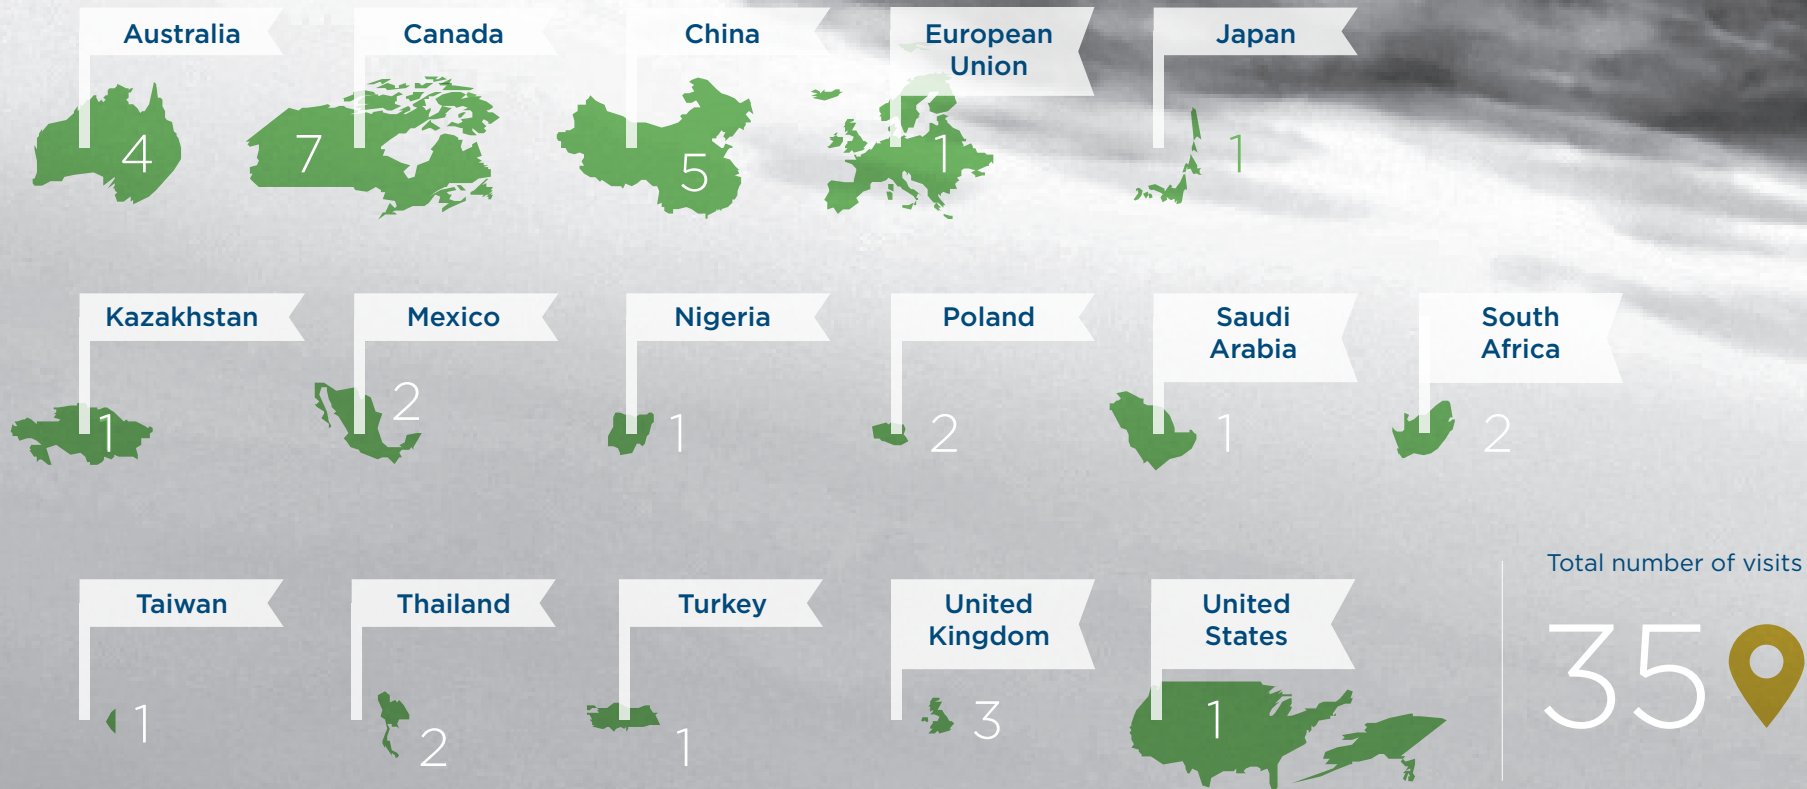 Australia
Canada
China
European
Union
Japan
4
7
5
1
1
Kazakhstan
Mexico
Nigeria
Poland
Saudi
Arabia
South
Africa
1
2
1
2
1
2
Taiwan
Thailand
Turkey
United
Kingdom
United
States
1
2
1
3
1
Total number of visits
35